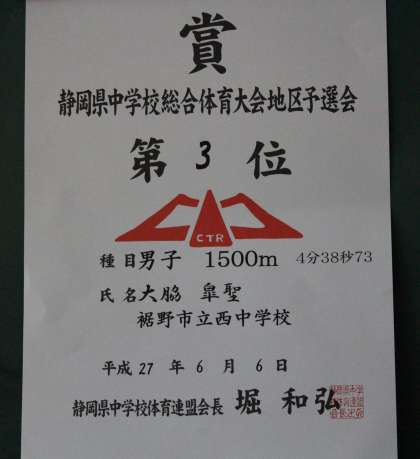 賞
静岡県中学校総合体育大会地区予選会
第 3 位
CTR
種目男子 1500m 4分38秒73
氏名大脇 皐聖
裾野市立西中学校
平成 27 年 6 月 6 日
静岡県中学校体育連盟会長 堀 和弘